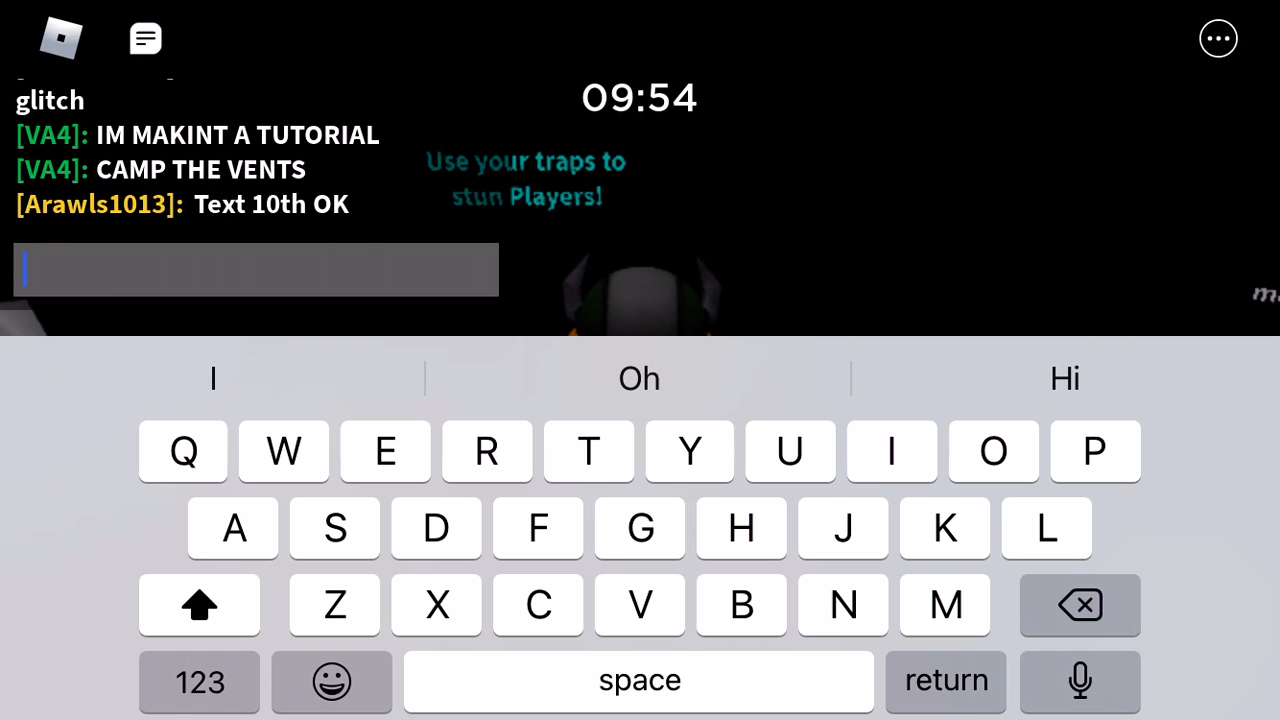 glitch
09:54
[VA4]: IM MAKINT A TUTORIAL
[VA4]: CAMP THE VENTS
[Arawls1013]: Text 10th OK
Use your traps to
stun Players!
I Oh Hi
Q W E R T Y U I O P
A S D F G H J K L
Z X C V B N M
123 space return